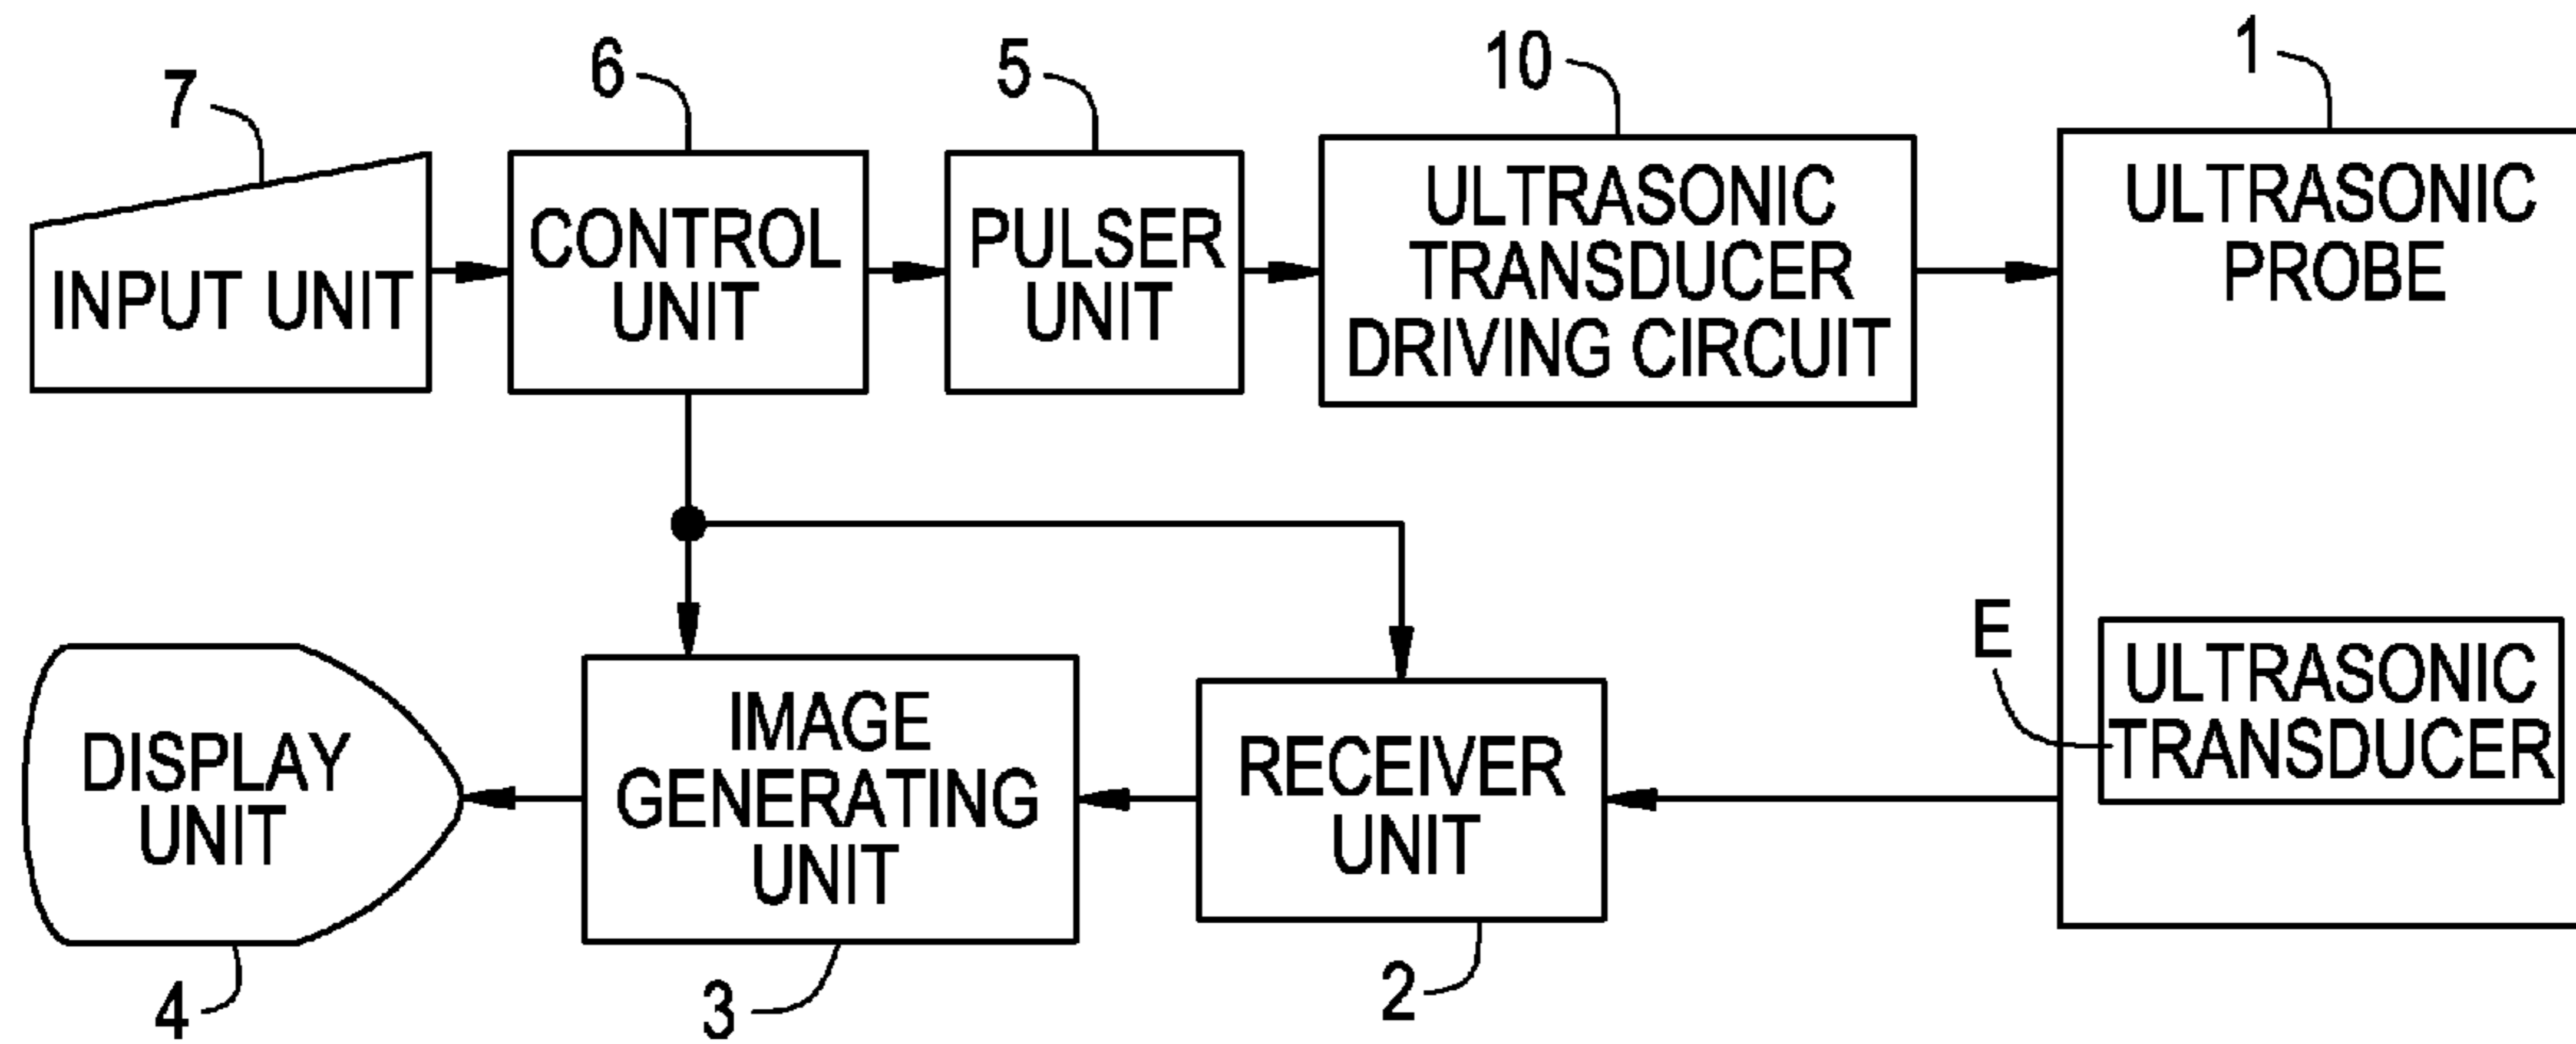 7
6
5
10
1
INPUT UNIT
CONTROL
UNIT
PULSER
UNIT
ULTRASONIC
TRANSDUCER
DRIVING CIRCUIT
ULTRASONIC
PROBE
E
ULTRASONIC
TRANSDUCER
DISPLAY
UNIT
IMAGE
GENERATING
UNIT
RECEIVER
UNIT
4
3
2